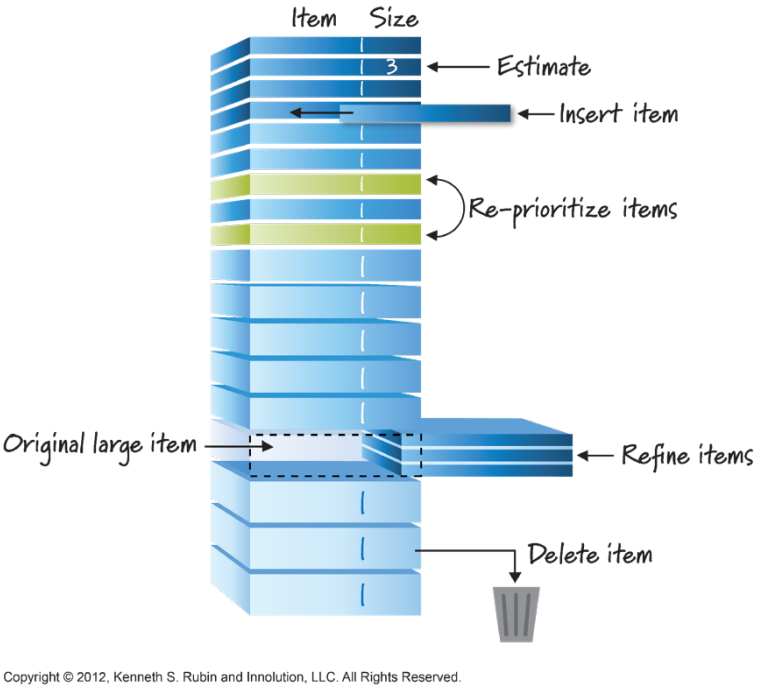 Item Size
3
Estimate
Insert item
Re-prioritize items
Original large item
Refine items
Delete item
Copyright © 2012, Kenneth S. Rubin and Innolution, LLC. All Rights Reserved.